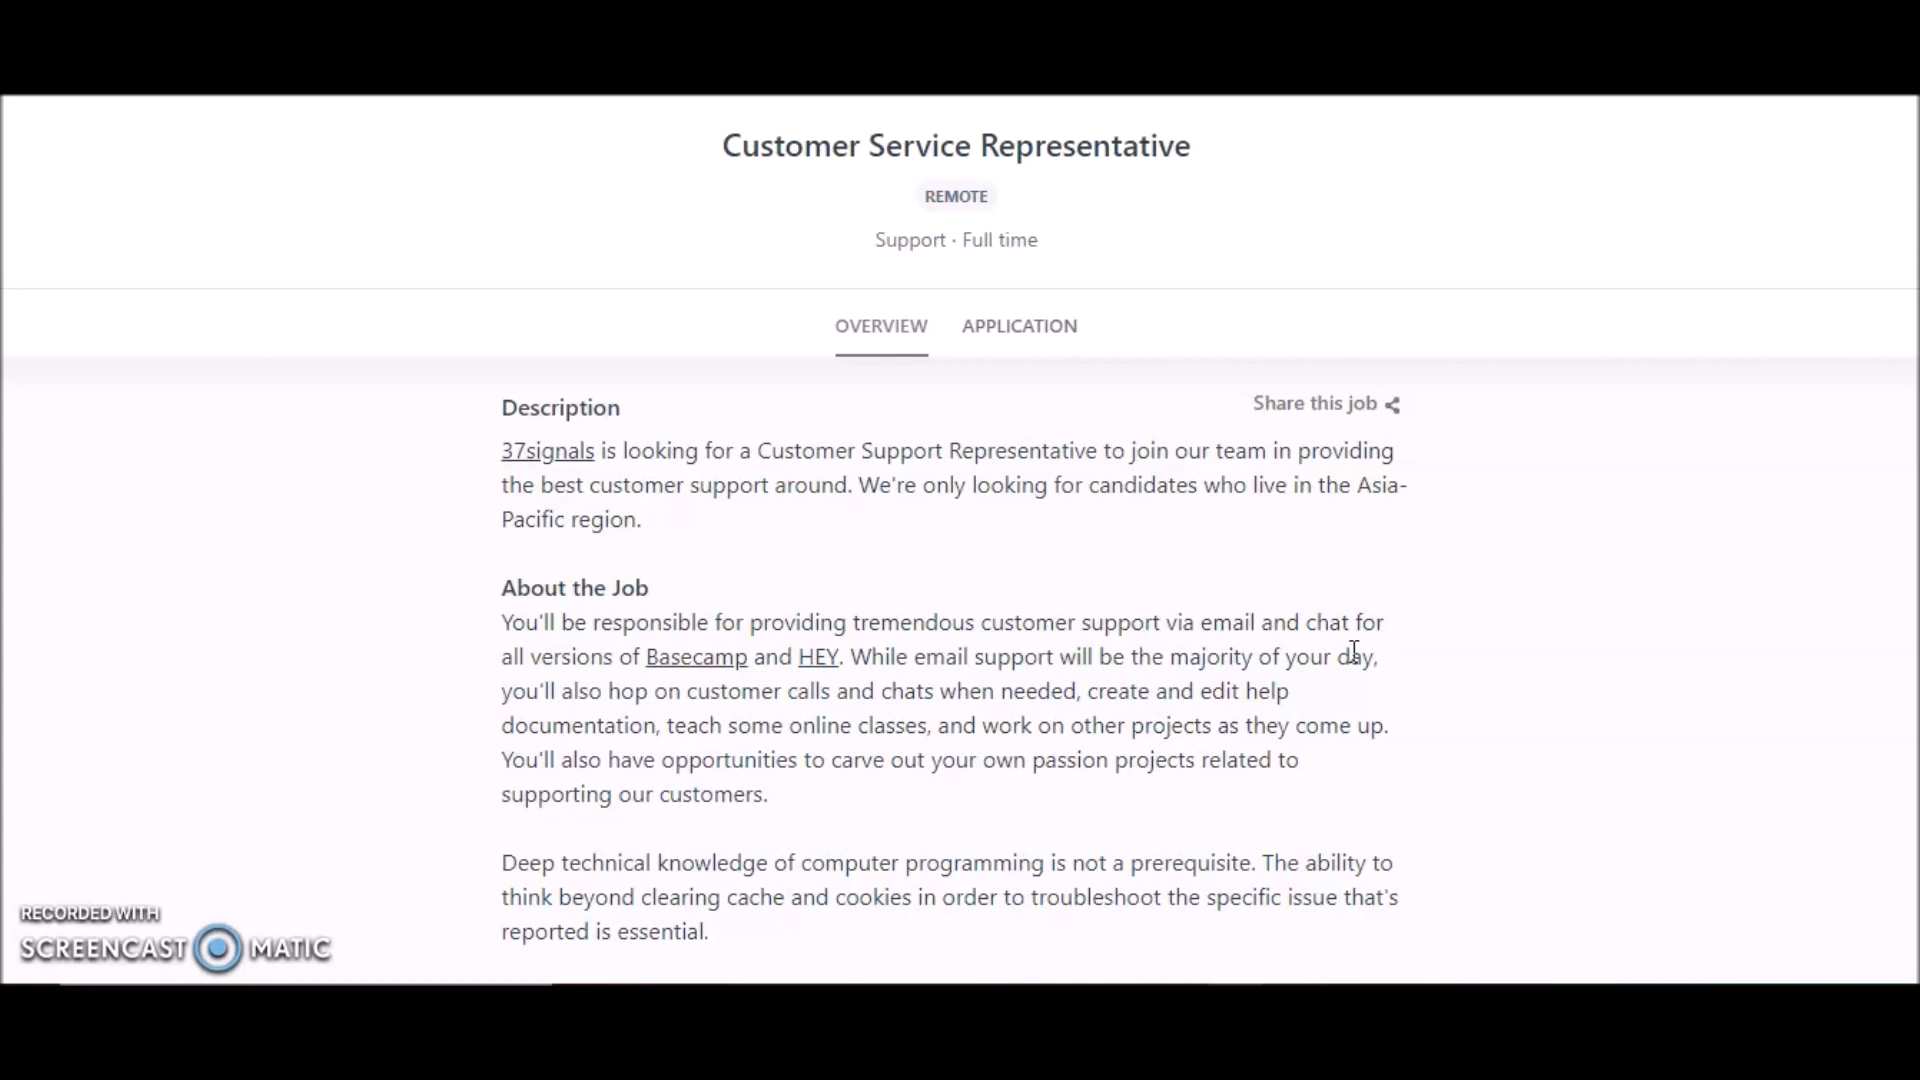 Customer Service Representative
REMOTE
Support · Full time
OVERVIEW APPLICATION
Description
Share this job
37signals is looking for a Customer Support Representative to join our team in providing
the best customer support around. We're only looking for candidates who live in the Asia-
Pacific region.
About the Job
You'll be responsible for providing tremendous customer support via email and chat for
all versions of Basecamp and HEY. While email support will be the majority of your day,
you'll also hop on customer calls and chats when needed, create and edit help
documentation, teach some online classes, and work on other projects as they come up.
You'll also have opportunities to carve out your own passion projects related to
supporting our customers.
Deep technical knowledge of computer programming is not a prerequisite. The ability to
think beyond clearing cache and cookies in order to troubleshoot the specific issue that's
reported is essential.
RECORDED WITH
SCREENCAST MATIC